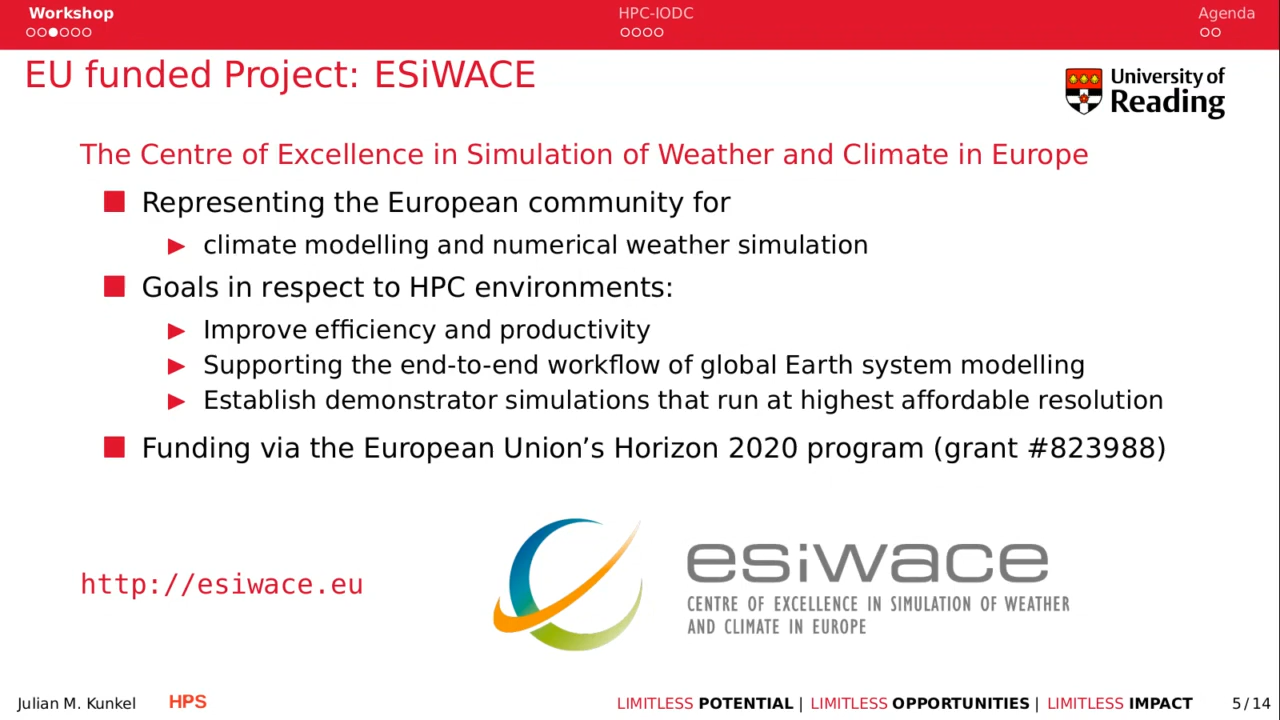 Workshop HPC-IODC Agenda
EU funded Project: ESiWACE
University of
Reading
The Centre of Excellence in Simulation of Weather and Climate in Europe
Representing the European community for
climate modelling and numerical weather simulation
Goals in respect to HPC environments:
Improve efficiency and productivity
Supporting the end-to-end workflow of global Earth system modelling
Establish demonstrator simulations that run at highest affordable resolution
Funding via the European Union’s Horizon 2020 program (grant #823988)
http://esiwace.eu
esiwace
CENTRE OF EXCELLENCE IN SIMULATION OF WEATHER
AND CLIMATE IN EUROPE
Julian M. Kunkel HPS LIMITLESS POTENTIAL | LIMITLESS OPPORTUNITIES | LIMITLESS IMPACT 5 / 14